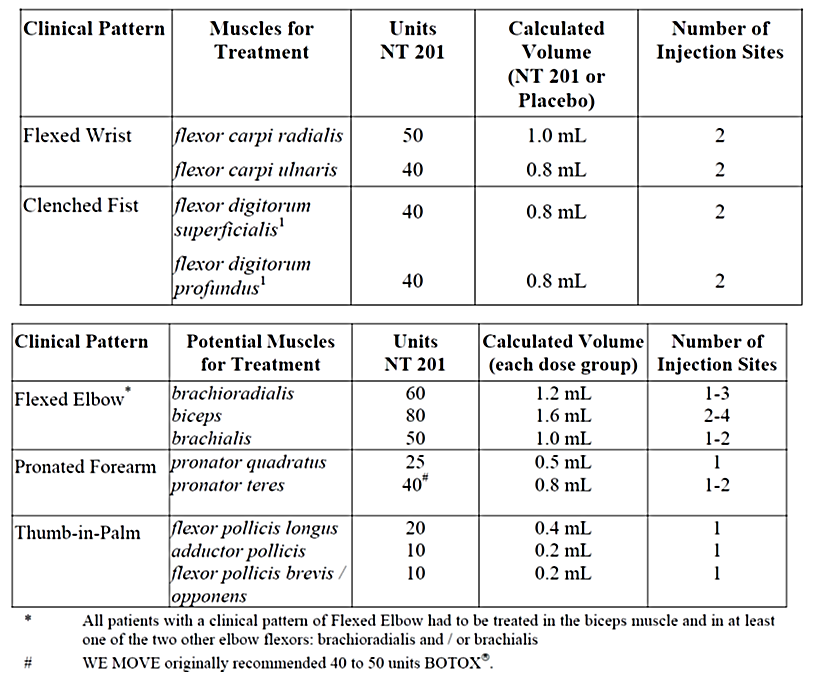 Clinical Pattern Muscles for Units Calculated Number of
Treatment NT 201 Volume Injection Sites
(NT 201 or
Placebo)
Flexed Wrist flexor carpi radialis 50 1.0 mL 2
flexor carpi ulnaris 40 0.8 mL 2
Clenched Fist flexor digitorum 40 0.8 mL 2
superficialis¹
flexor digitorum
profundus¹ 40 0.8 mL 2
Clinical Pattern Potential Muscles Units Calculated Volume Number of
for Treatment NT 201 (each dose group) Injection Sites
Flexed Elbow* brachioradialis 60 1.2 mL 1-3
biceps 80 1.6 mL 2-4
brachialis 50 1.0 mL 1-2
Pronated Forearm pronator quadratus 25 0.5 mL 1
pronator teres 40# 0.8 mL 1-2
Thumb-in-Palm flexor pollicis longus 20 0.4 mL 1
adductor pollicis 10 0.2 mL 1
flexor pollicis brevis / 10 0.2 mL 1
opponens
* All patients with a clinical pattern of Flexed Elbow had to be treated in the biceps muscle and in at least
one of the two other elbow flexors: brachioradialis and / or brachialis
# WE MOVE originally recommended 40 to 50 units BOTOX®.